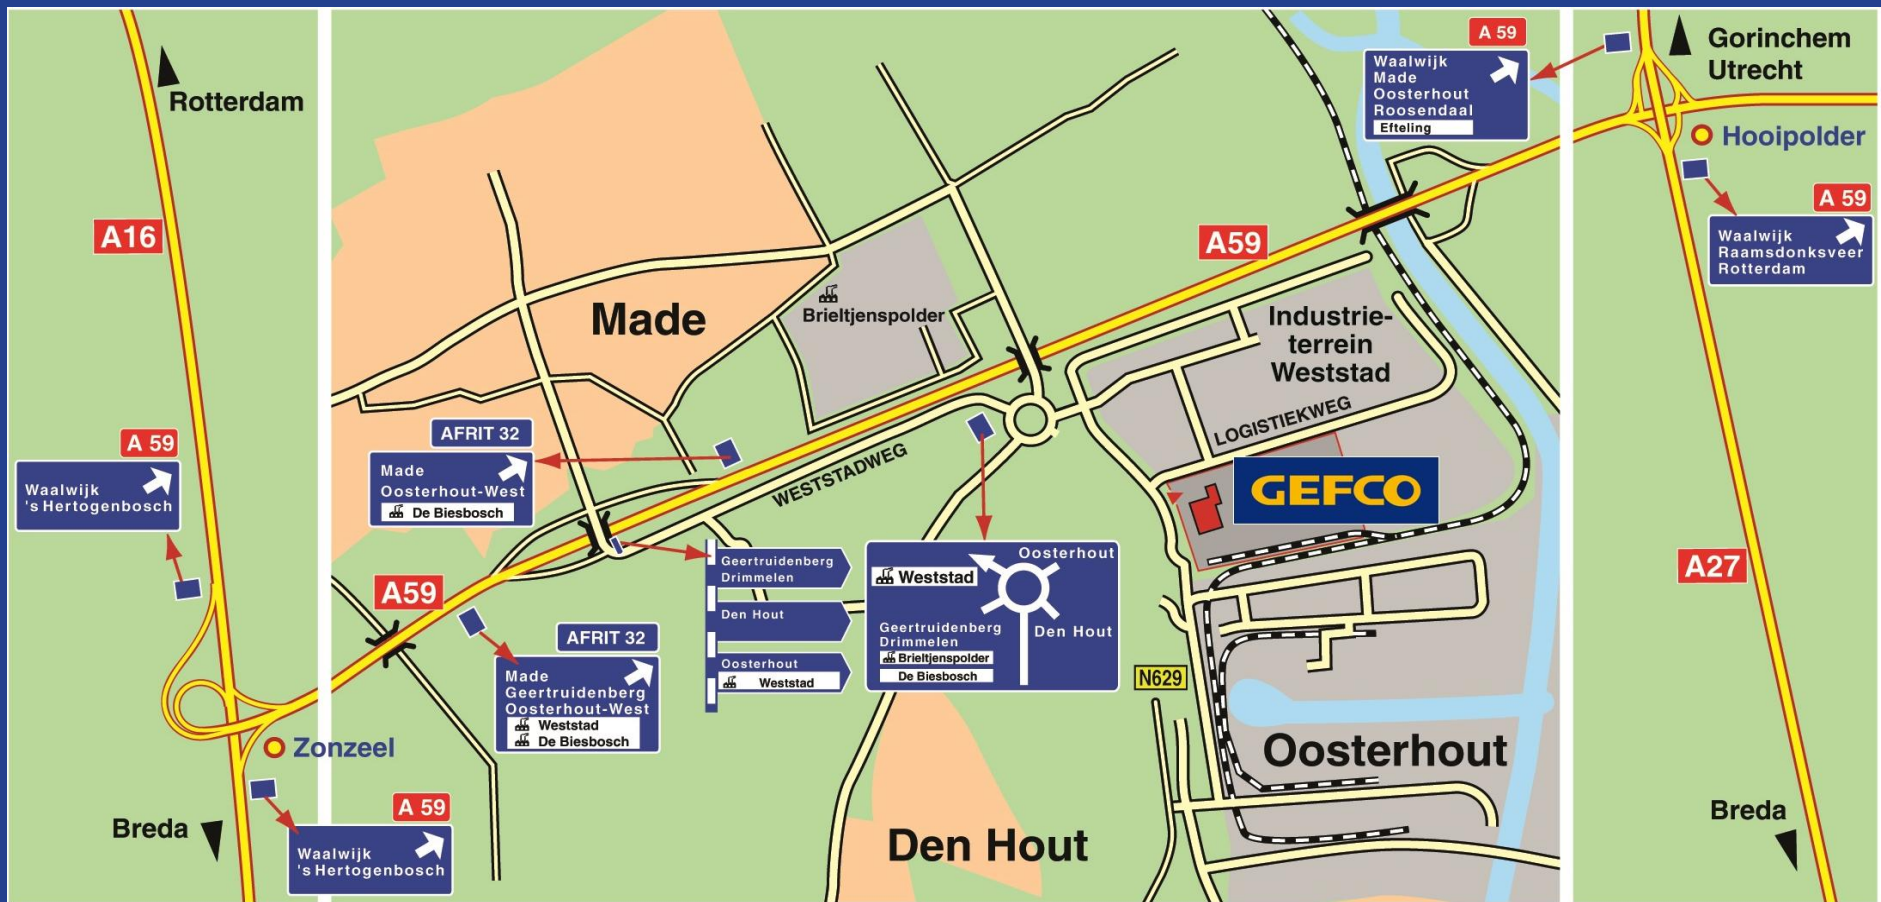 Rotterdam
A16
A 59
Waalwijk
's Hertogenbosch
Zonzeel
Breda
A 59
Waalwijk
's Hertogenbosch
Made
Brieltjenspolder
AFRIT 32
Made
Oosterhout-West
De Biesbosch
A59
AFRIT 32
Made
Geertruidenberg
Oosterhout-West
Weststad
De Biesbosch
WESTSTADWEG
Geertruidenberg
Drimmelen
Den Hout
Oosterhout
Weststad
Oosterhout
Weststad
Den Hout
Geertruidenberg
Drimmelen
Brieltjenspolder
De Biesbosch
Den Hout
A59
Industrie-
terrein
Weststad
LOGISTIEKWEG
GEFCO
N629
Oosterhout
A 59
Waalwijk
Made
Oosterhout
Roosendaal
Efteling
Gorinchem
Utrecht
Hooipolder
A 59
Waalwijk
Raamsdonksveer
Rotterdam
A27
Breda